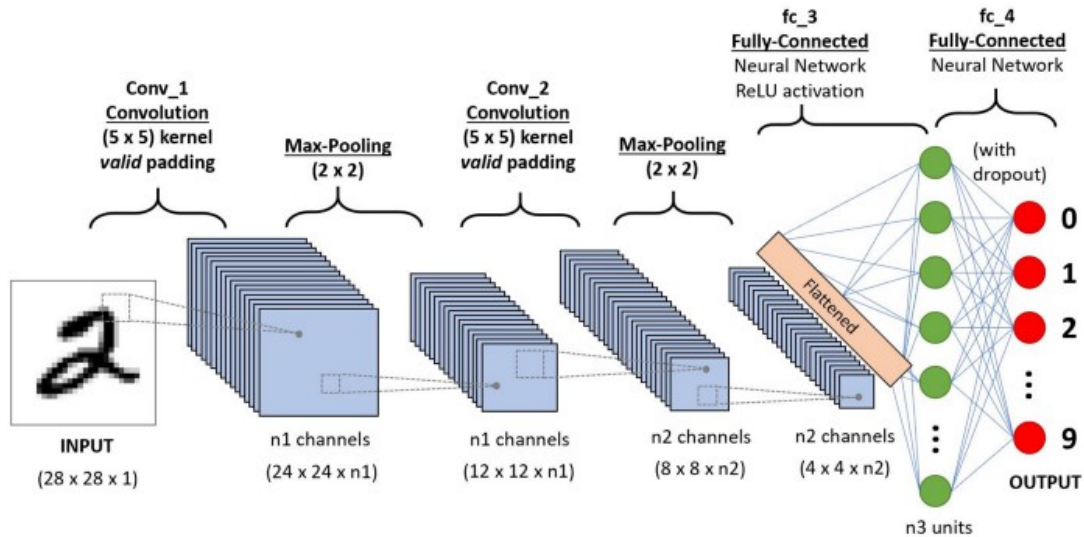 fc_3
Fully-Connected
Neural Network
ReLU activation
fc_4
Fully-Connected
Neural Network
Conv_1
Convolution
(5 x 5) kernel
valid padding
Max-Pooling
(2 x 2)
Conv_2
Convolution
(5 x 5) kernel
valid padding
Max-Pooling
(2 x 2)
(with
dropout)
Flattened
0
1
2
9
INPUT
(28 x 28 x 1)
n1 channels
(24 x 24 x n1)
n1 channels
(12 x 12 x n1)
n2 channels
(8 x 8 x n2)
n2 channels
(4 x 4 x n2)
OUTPUT
n3 units
2